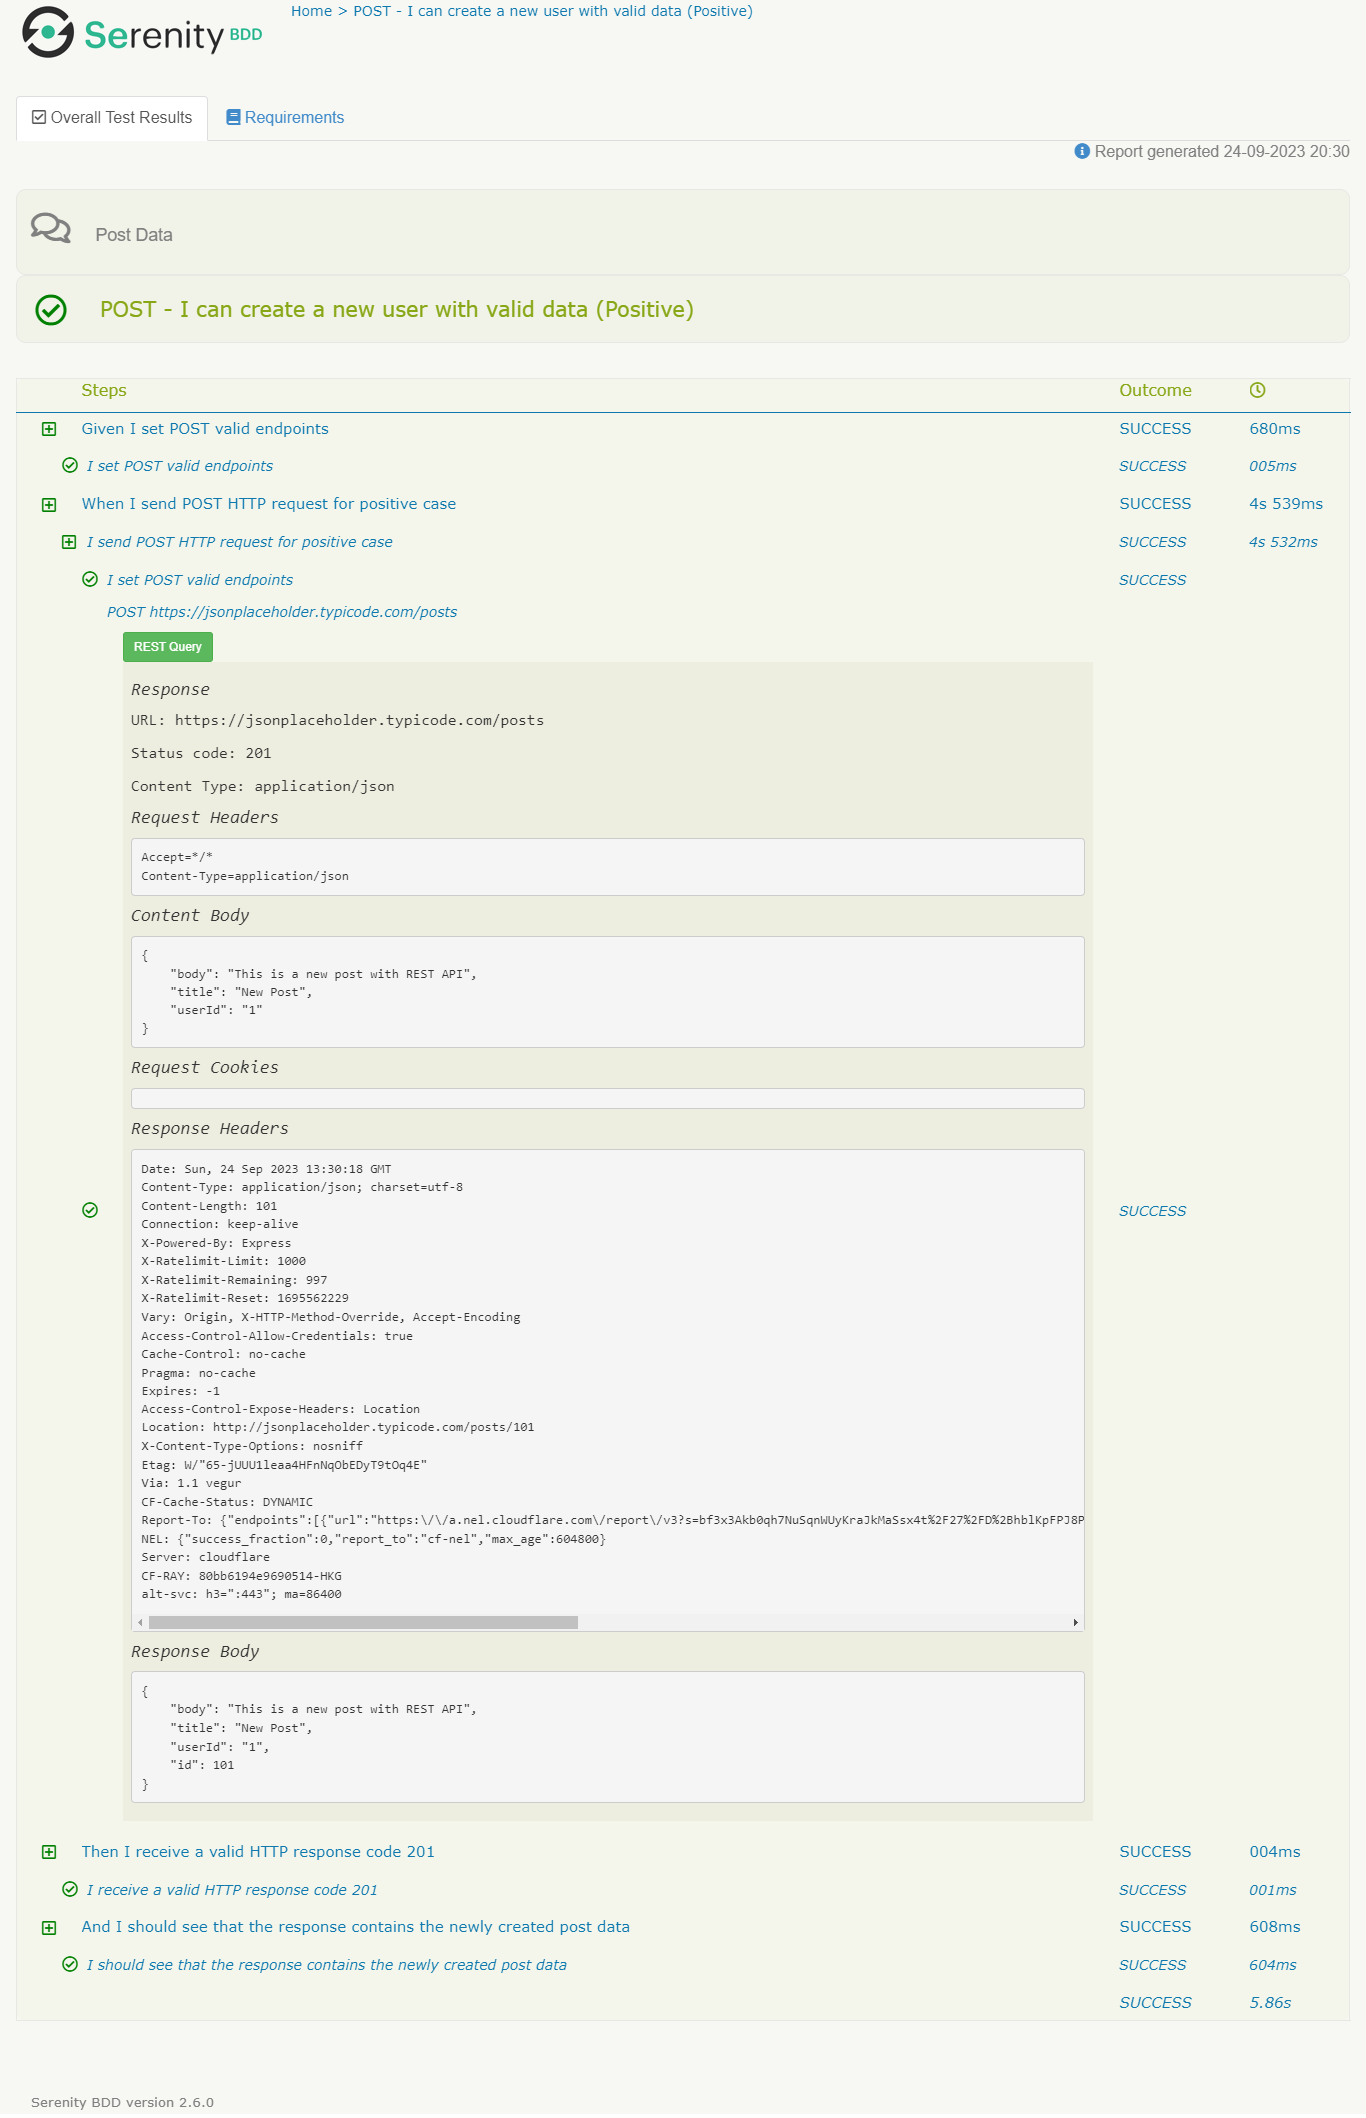 Serenity BDD
Home > POST - I can create a new user with valid data (Positive)
Overall Test Results Requirements
Report generated 24-09-2023 20:30
Post Data
POST - I can create a new user with valid data (Positive)
Steps Outcome
Given I set POST valid endpoints SUCCESS 680ms
I set POST valid endpoints SUCCESS 005ms
When I send POST HTTP request for positive case SUCCESS 4s 539ms
I send POST HTTP request for positive case SUCCESS 4s 532ms
I set POST valid endpoints SUCCESS
POST https://jsonplaceholder.typicode.com/posts
REST Query
Response
URL: https://jsonplaceholder.typicode.com/posts
Status code: 201
Content Type: application/json
Request Headers
Accept=*/*
Content-Type=application/json
Content Body
{
"body": "This is a new post with REST API",
"title": "New Post",
"userId": "1"
}
Request Cookies
Response Headers
Date: Sun, 24 Sep 2023 13:30:18 GMT
Content-Type: application/json; charset=utf-8
Content-Length: 101
Connection: keep-alive
X-Powered-By: Express
X-Ratelimit-Limit: 1000
X-Ratelimit-Remaining: 997
X-Ratelimit-Reset: 1695562229
Vary: Origin, X-HTTP-Method-Override, Accept-Encoding
Access-Control-Allow-Credentials: true
Cache-Control: no-cache
Pragma: no-cache
Expires: -1
Access-Control-Expose-Headers: Location
Location: http://jsonplaceholder.typicode.com/posts/101
X-Content-Type-Options: nosniff
Etag: W/"65-jUUU1leaa4HFnNqObEDyT9tOq4E"
Via: 1.1 vegur
CF-Cache-Status: DYNAMIC
Report-To: {"endpoints":[{"url":"https:\/\/a.nel.cloudflare.com\/report\/v3?s=bf3x3Akb0qh7NuSqnWUyKraJkMaSsx4t%2F27%2FD%2BhblKpFPJ8P
NEL: {"success_fraction":0,"report_to":"cf-nel","max_age":604800}
Server: cloudflare
CF-RAY: 80bb6194e9690514-HKG
alt-svc: h3=":443"; ma=86400
SUCCESS
Response Body
{
"body": "This is a new post with REST API",
"title": "New Post",
"userId": "1",
"id": 101
}
Then I receive a valid HTTP response code 201 SUCCESS 004ms
I receive a valid HTTP response code 201 SUCCESS 001ms
And I should see that the response contains the newly created post data SUCCESS 608ms
I should see that the response contains the newly created post data SUCCESS 604ms
SUCCESS 5.86s
Serenity BDD version 2.6.0